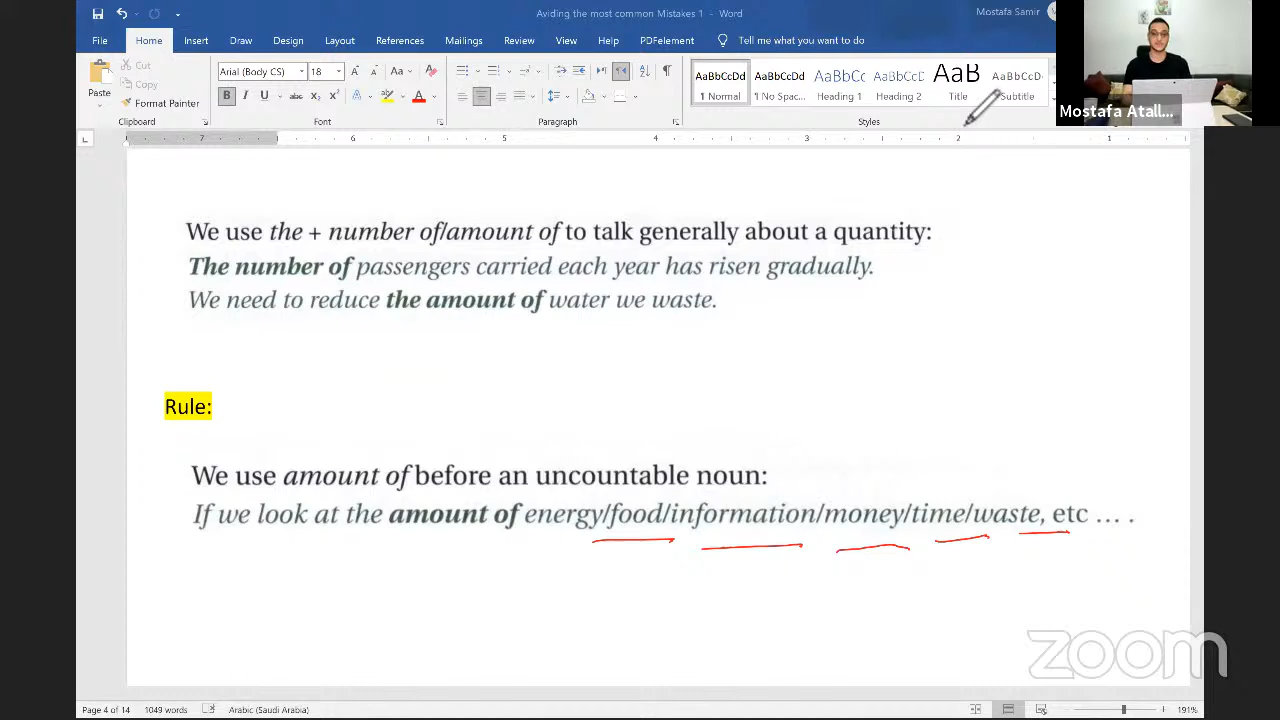 Aviding the most common Mistakes 1 - Word
Mostafa Samir
File Home Insert Draw Design Layout References Mailings Review View Help PDFelement Tell me what you want to do
Paste
Cut
Copy
Format Painter
Arial (Body CS) 18
AaBbCcDd AaBbCcDd AaBbCc AaBbCcD AaB AaBbCcD
¶ Normal ¶ No Spac... Heading 1 Heading 2 Title Subtitle
Clipboard Font Paragraph Styles
Mostafa Atall...
7 6 5 4 3 2 1
We use the + number of/amount of to talk generally about a quantity:
The number of passengers carried each year has risen gradually.
We need to reduce the amount of water we waste.
Rule:
We use amount of before an uncountable noun:
If we look at the amount of energy/food/information/money/time/waste, etc … .
zoom
Page 4 of 14 1049 words Arabic (Saudi Arabia) 191%